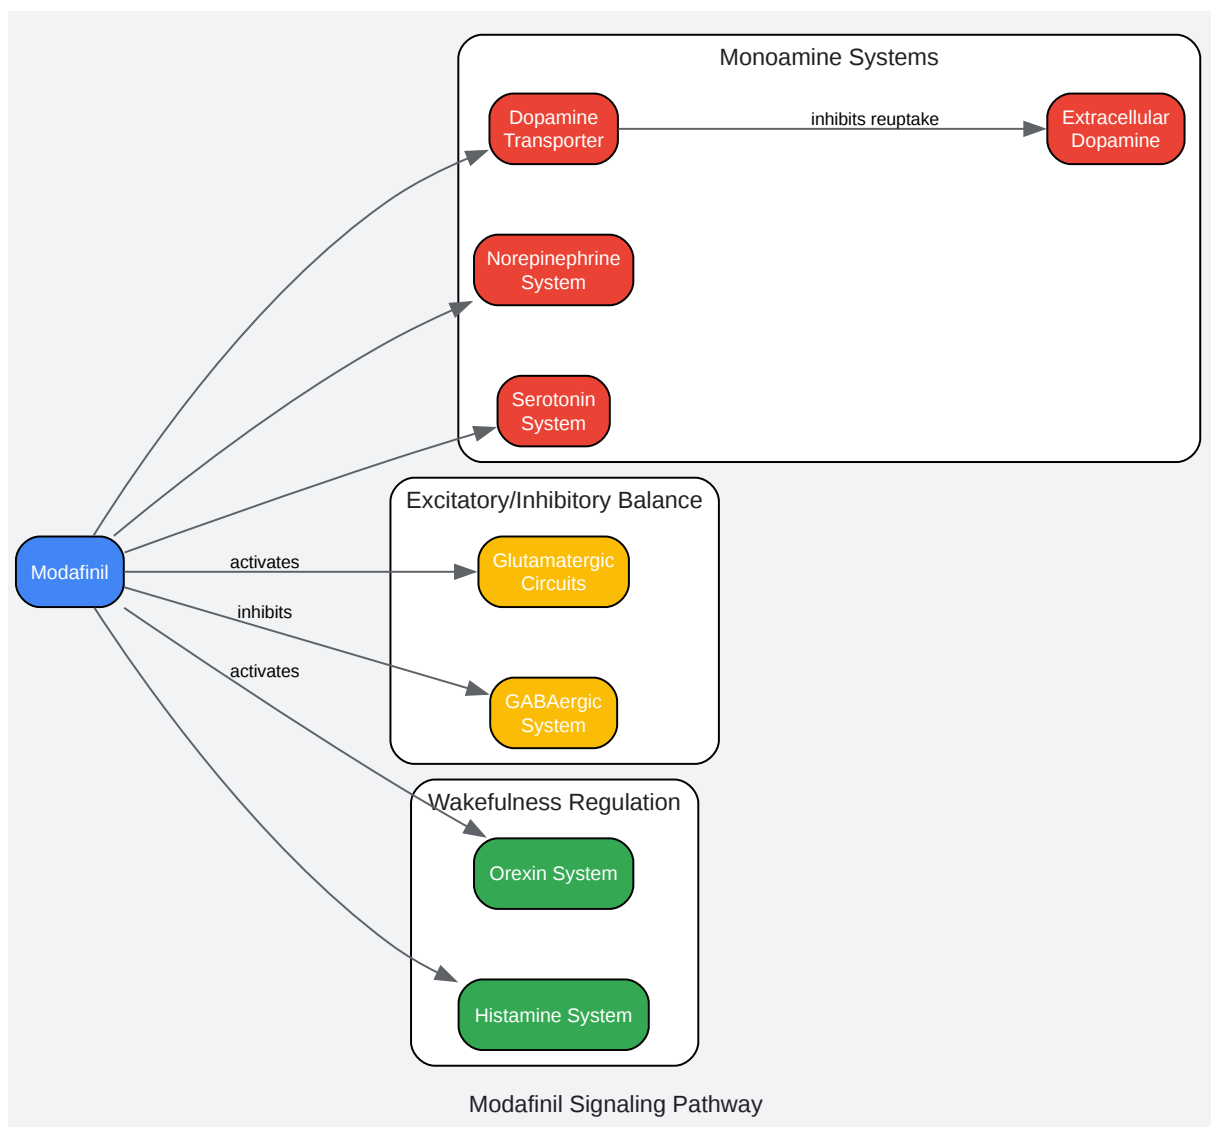 Monoamine Systems
Dopamine
Transporter
inhibits reuptake
Extracellular
Dopamine
Norepinephrine
System
Serotonin
System
Excitatory/Inhibitory Balance
Modafinil
activates
Glutamatergic
Circuits
inhibits
activates
GABAergic
System
Wakefulness Regulation
Orexin System
Histamine System
Modafinil Signaling Pathway